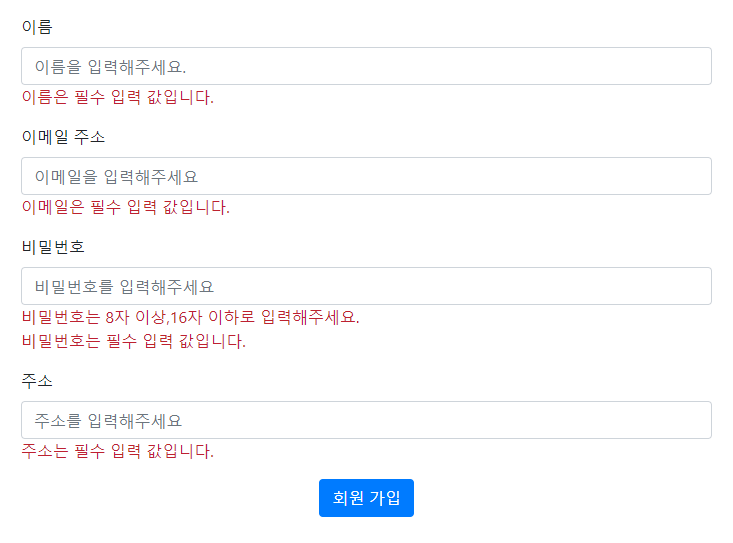 이름
이름을 입력해주세요.
이름은 필수 입력 값입니다.
이메일 주소
이메일을 입력해주세요
이메일은 필수 입력 값입니다.
비밀번호
비밀번호를 입력해주세요
비밀번호는 8자 이상,16자 이하로 입력해주세요.
비밀번호는 필수 입력 값입니다.
주소
주소를 입력해주세요
주소는 필수 입력 값입니다.
회원 가입